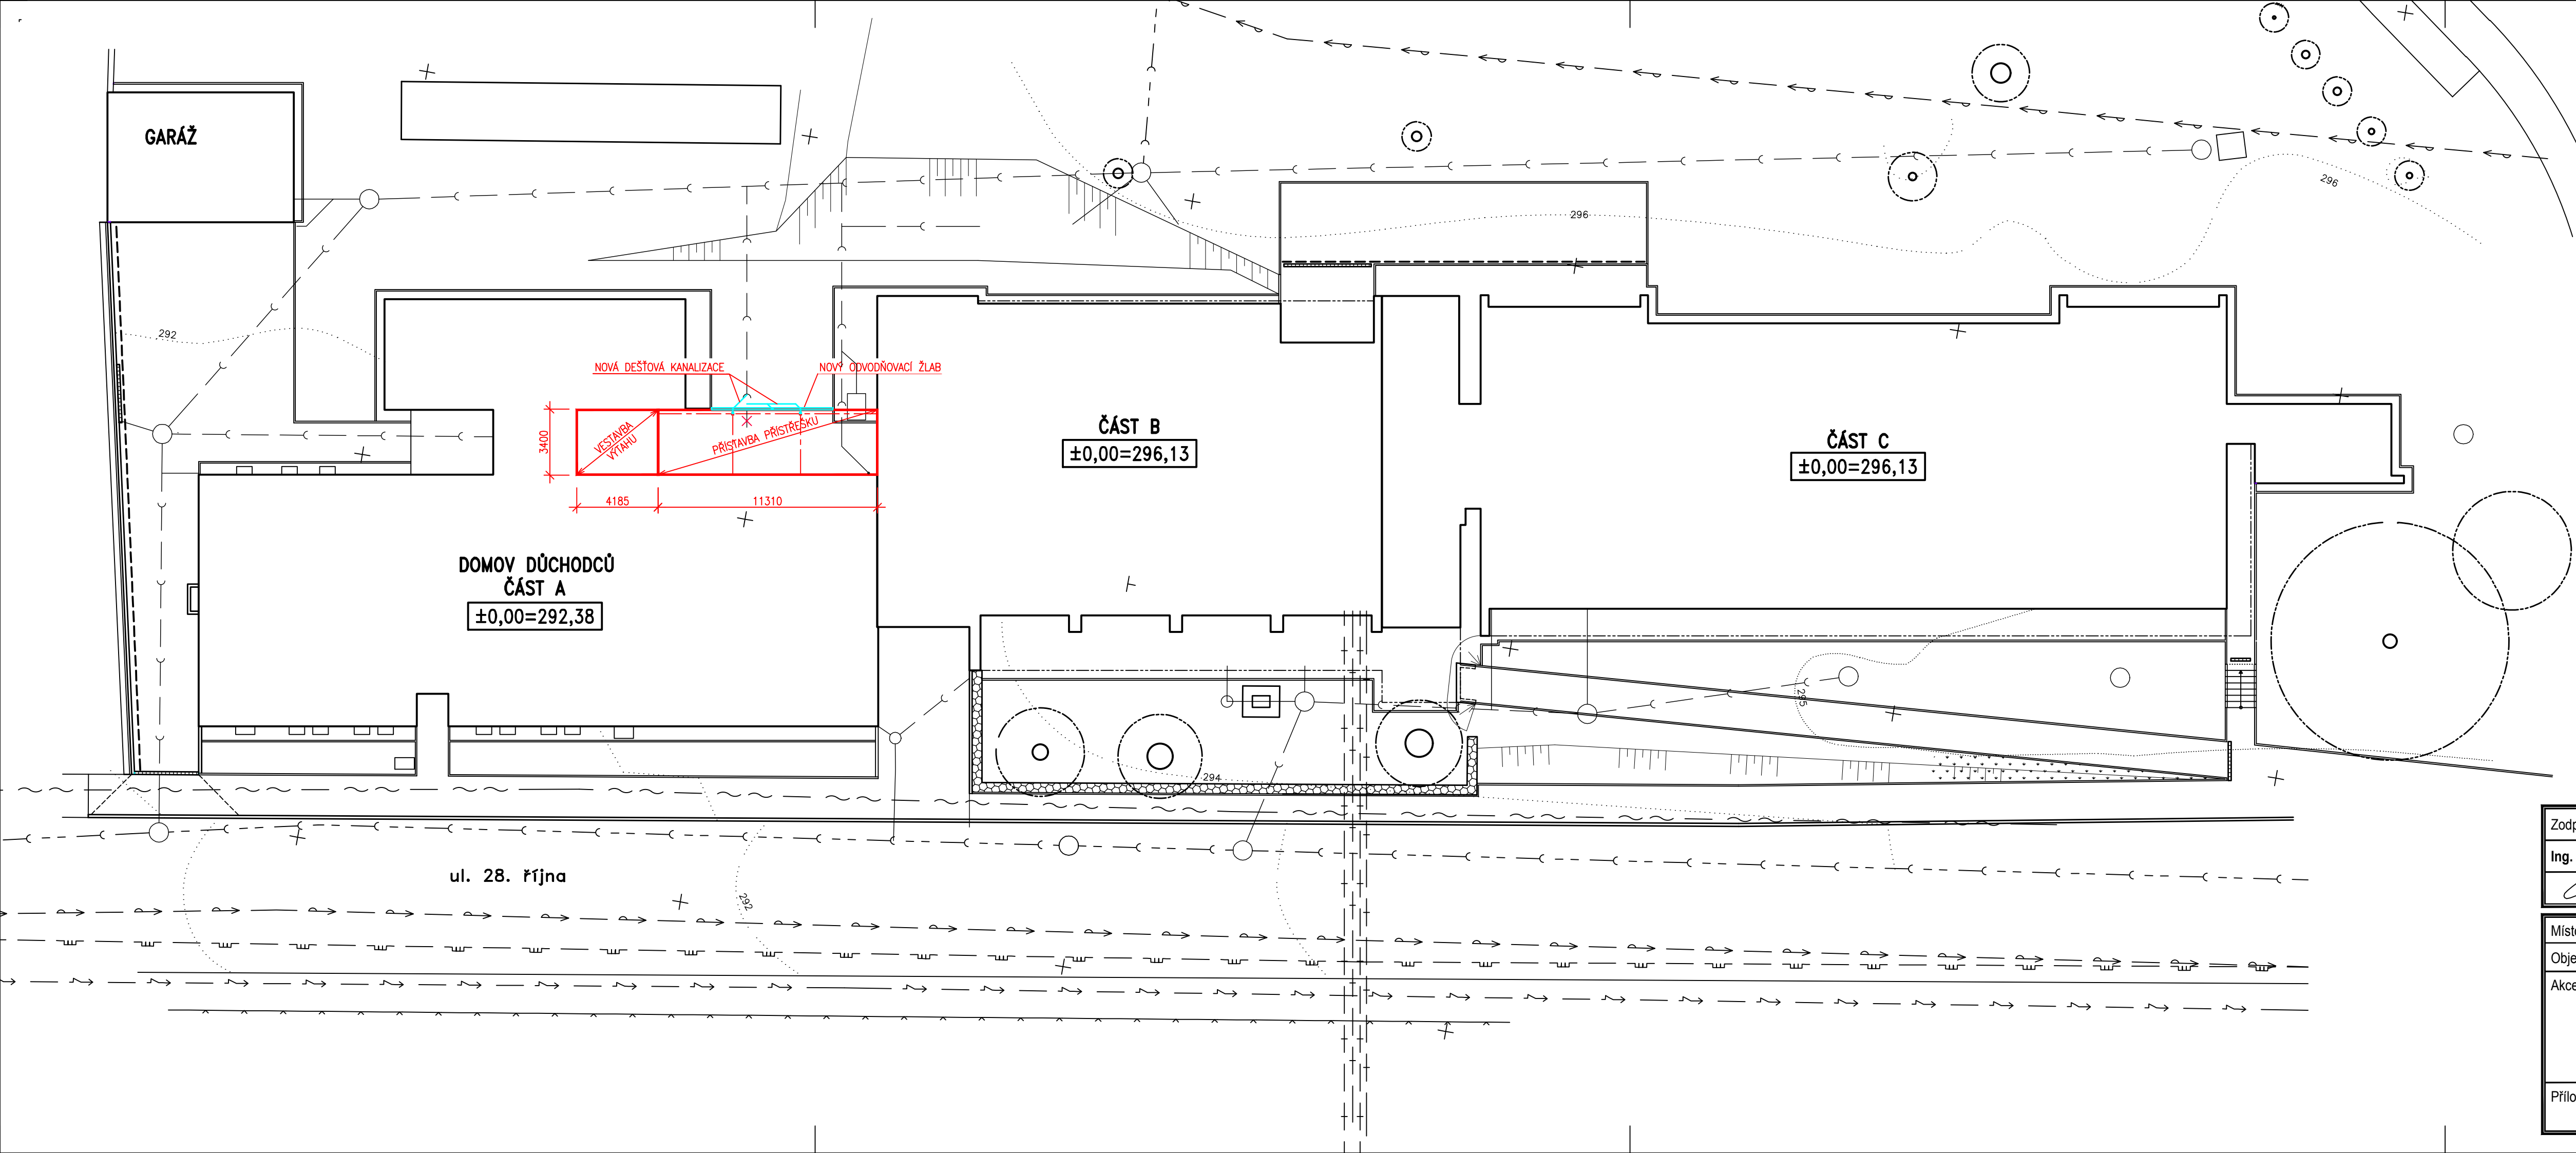 GARÁŽ
296
296
292
NOVÁ DEŠŤOVÁ KANALIZACE
NOVÝ ODVODŇOVACÍ ŽLAB
3400
VESTAVBA
VÝTAHU
PŘÍSTAVBA PŘÍSTŘEŠKU
4185
11310
ČÁST B
±0,00=296,13
ČÁST C
±0,00=296,13
DOMOV DŮCHODCŮ
ČÁST A
±0,00=292,38
295
294
292
ul. 28. října
Zodp
Ing.
Míst
Obje
Akce
Přílo